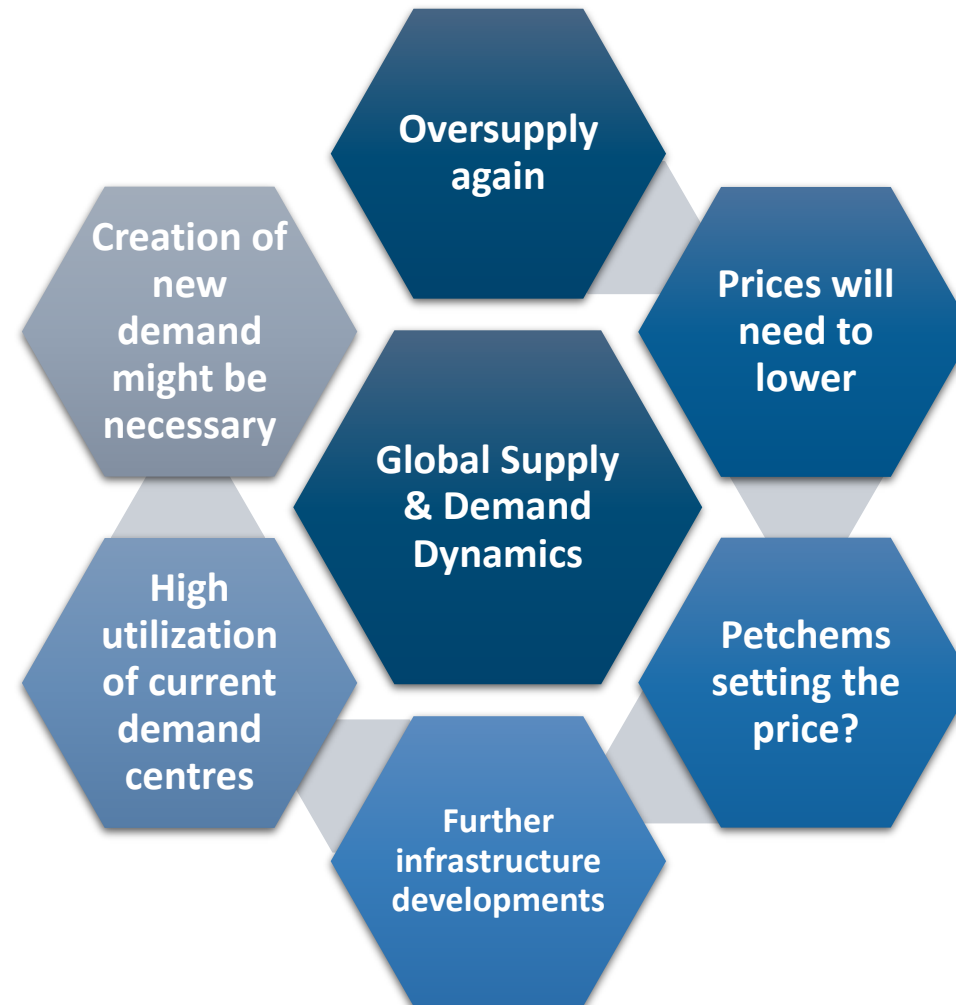 Oversupply
again
Prices will
need to
lower
Petchems
setting the
price?
Further
infrastructure
developments
High
utilization
of current
demand
centres
Creation of
new
demand
might be
necessary
Global Supply
& Demand
Dynamics